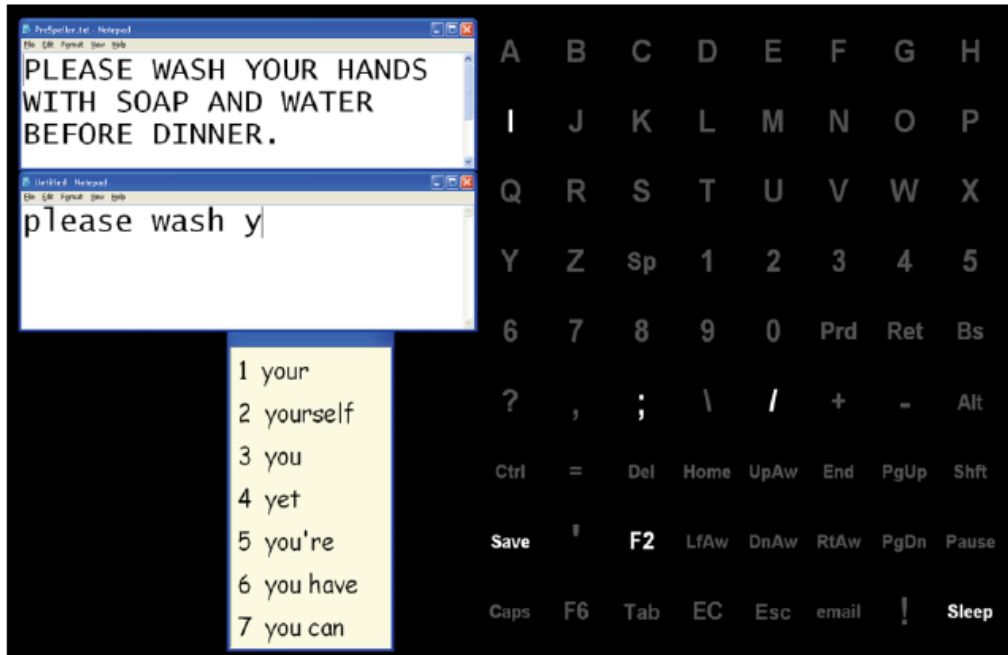 PreSpeller.txt - Notepad
File Edit Format View Help
PLEASE WASH YOUR HANDS
WITH SOAP AND WATER
BEFORE DINNER.
Untitled - Notepad
File Edit Format View Help
please wash y
1 your
2 yourself
3 you
4 yet
5 you're
6 you have
7 you can
A B C D E F G H
I J K L M N O P
Q R S T U V W X
Y Z Sp 1 2 3 4 5
6 7 8 9 0 Prd Ret Bs
? , ; \ / + - Alt
Ctrl = Del Home UpAw End PgUp Shft
Save ' F2 LfAw DnAw RtAw PgDn Pause
Caps F6 Tab EC Esc email ! Sleep